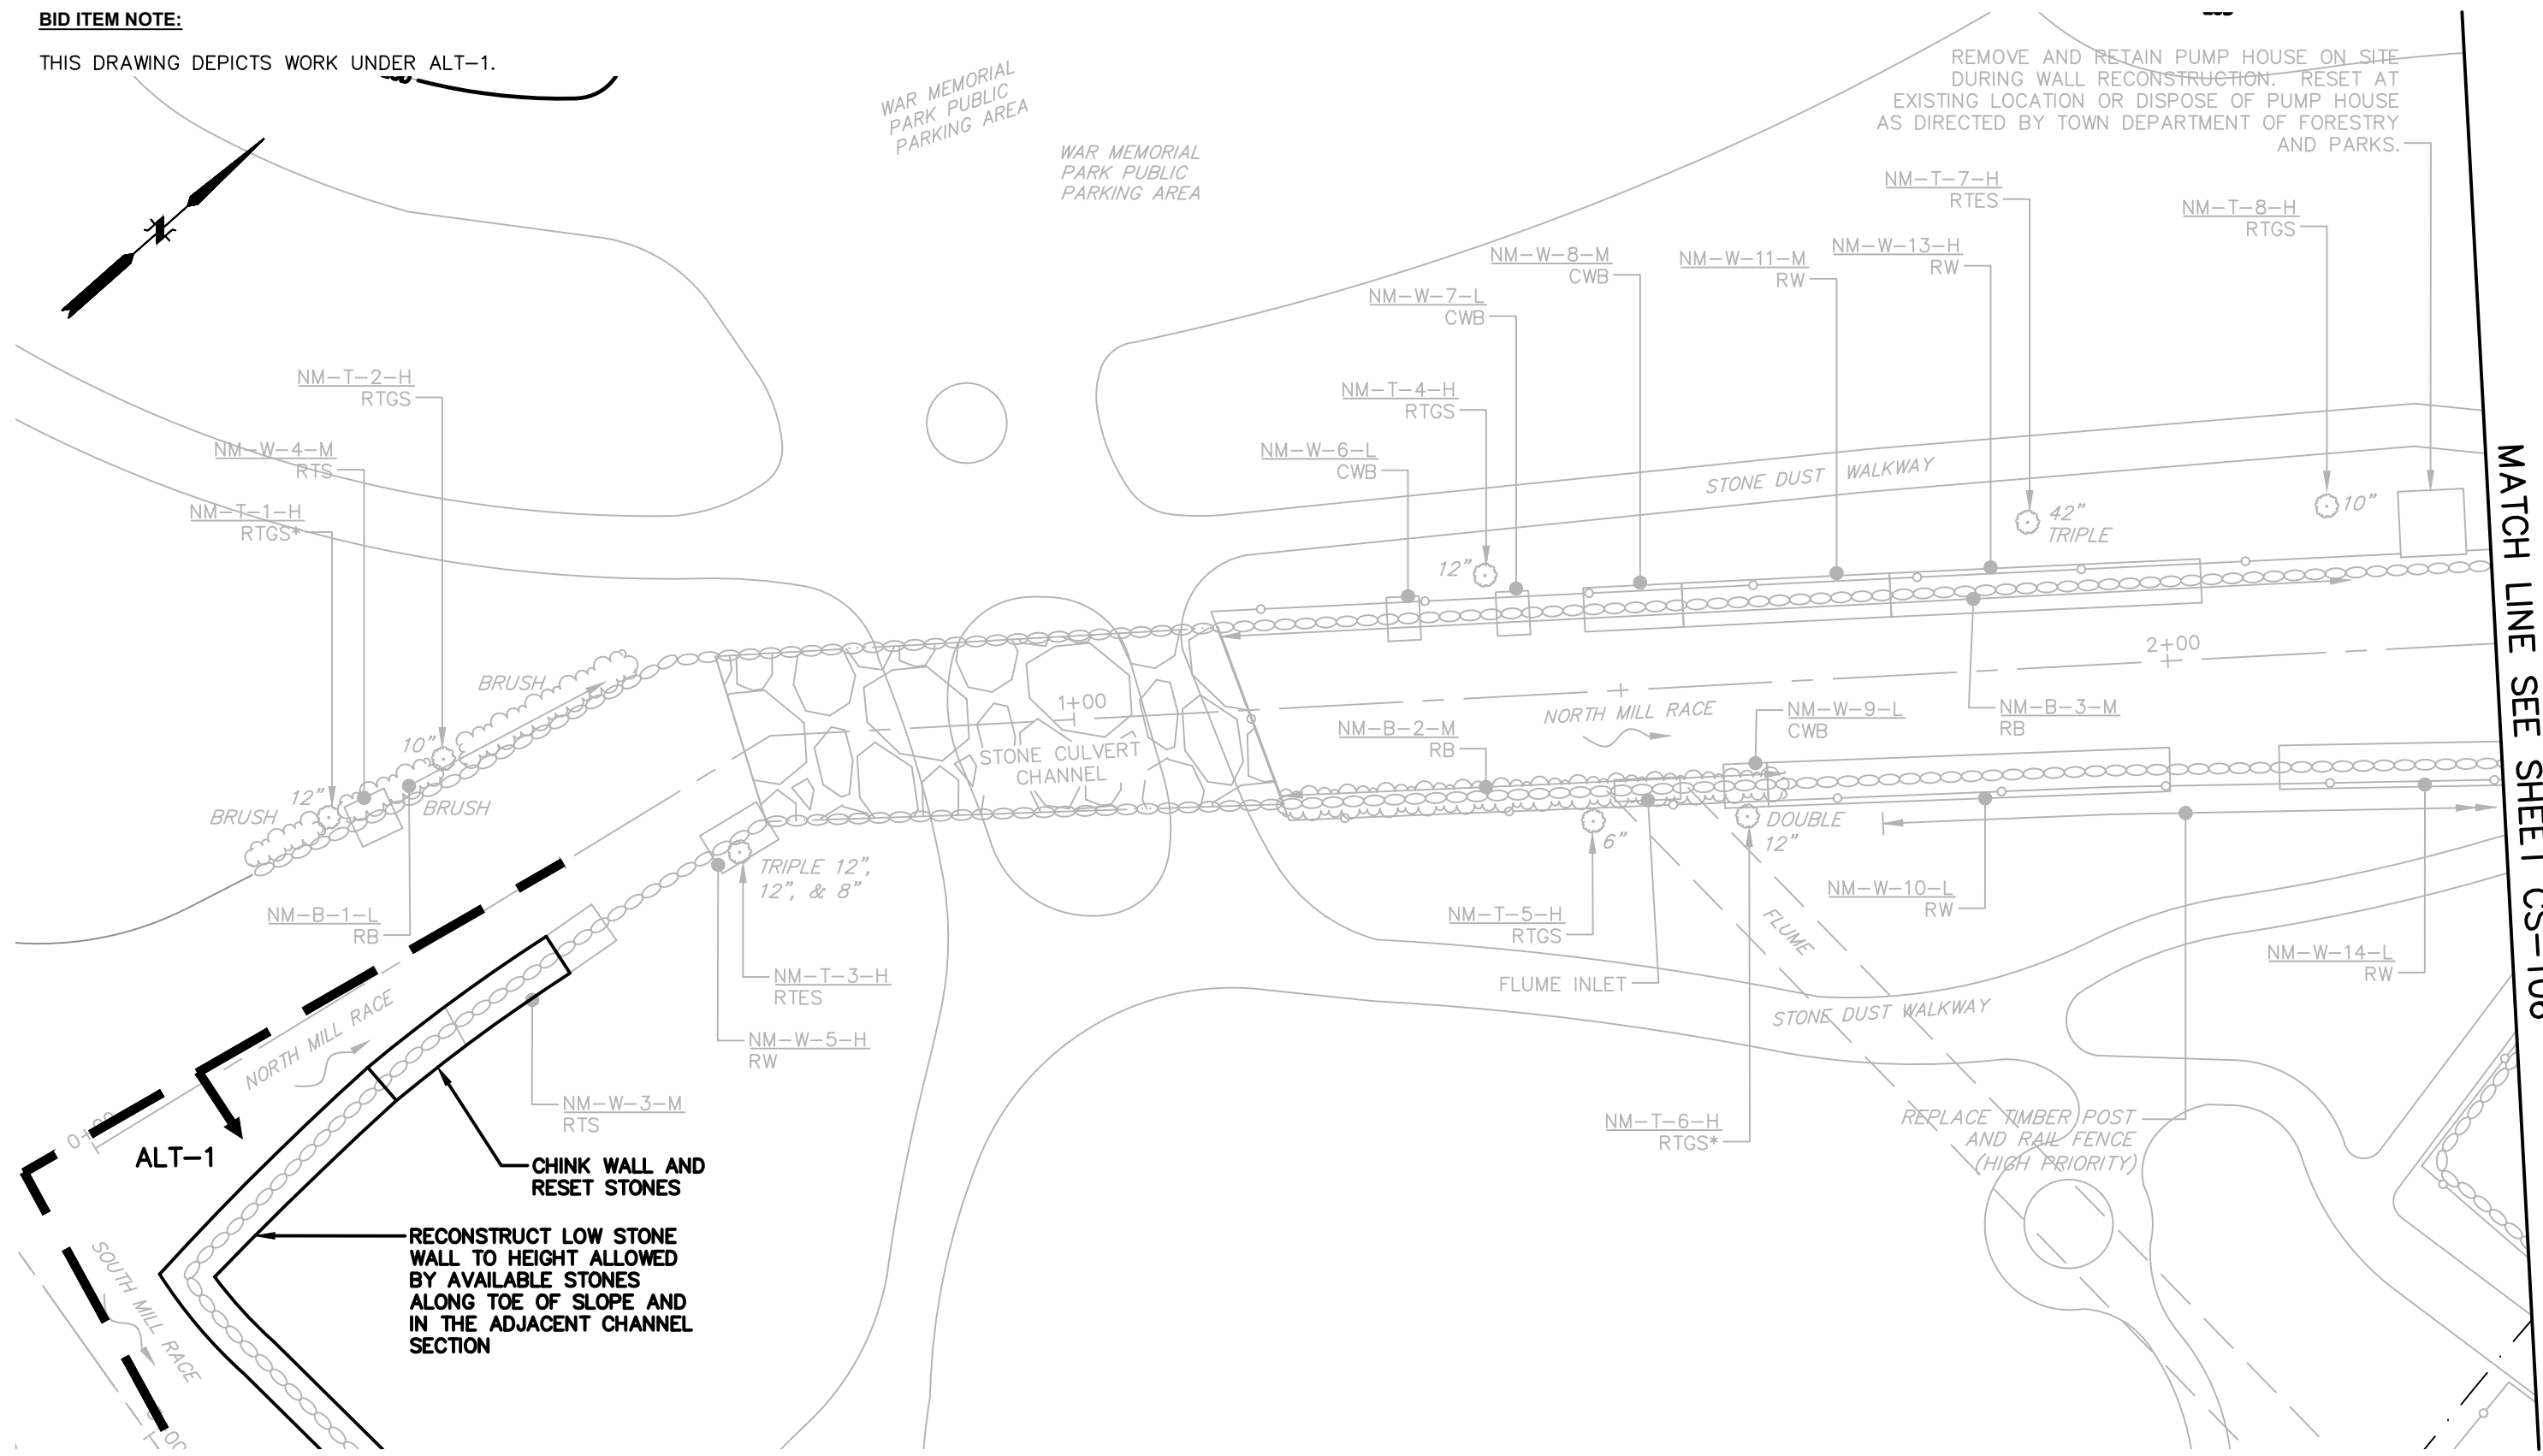 BID ITEM NOTE:
THIS DRAWING DEPICTS WORK UNDER ALT-1.
WAR MEMORIAL
PARK PUBLIC
PARKING AREA
WAR MEMORIAL
PARK PUBLIC
PARKING AREA
REMOVE AND RETAIN PUMP HOUSE ON SITE
DURING WALL RECONSTRUCTION. RESET AT
EXISTING LOCATION OR DISPOSE OF PUMP HOUSE
AS DIRECTED BY TOWN DEPARTMENT OF FORESTRY
AND PARKS.
NM-T-7-H
RTES
NM-T-8-H
RTGS
NM-W-8-M
CWB
NM-W-11-M
RW
NM-W-13-H
RW
NM-W-7-L
CWB
NM-T-4-H
RTGS
NM-W-6-L
CWB
NM-T-2-H
RTGS
NM-W-4-M
RTS
NM-T-1-H
RTGS*
STONE DUST WALKWAY
12"
42"
TRIPLE
10"
MATCH LINE SEE SHEET
BRUSH
10"
12"
BRUSH
BRUSH
NM-B-1-L
RB
1+00
STONE CULVERT
CHANNEL
2+00
NORTH MILL RACE
NM-B-2-M
RB
NM-W-9-L
CWB
NM-B-3-M
RB
TRIPLE 12",
12", & 8"
6"
DOUBLE
12"
NM-T-3-H
RTES
NM-W-5-H
RW
NM-T-5-H
RTGS
FLUME INLET
FLUME
NM-W-10-L
RW
NM-W-14-L
RW
STONE DUST WALKWAY
NM-T-6-H
RTGS*
REPLACE TIMBER POST
AND RAIL FENCE
(HIGH PRIORITY)
NORTH MILL RACE
NM-W-3-M
RTS
ALT-1
CHINK WALL AND
RESET STONES
RECONSTRUCT LOW STONE
WALL TO HEIGHT ALLOWED
BY AVAILABLE STONES
ALONG TOE OF SLOPE AND
IN THE ADJACENT CHANNEL
SECTION
SOUTH MILL RACE